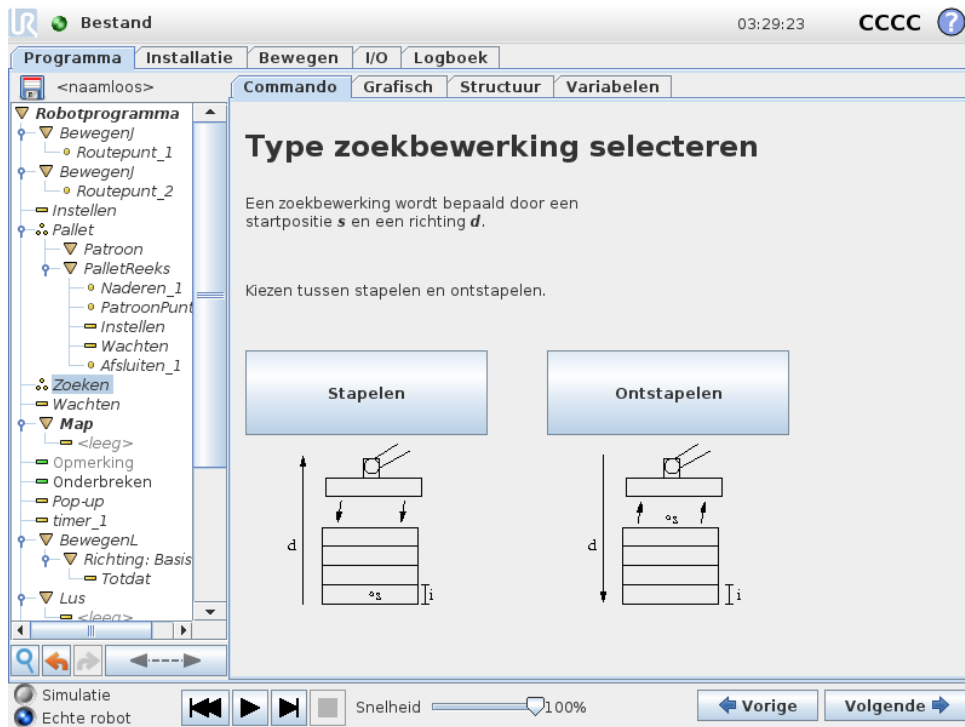 UR Bestand 03:29:23 CCCC ?
Programma Installatie Bewegen I/O Logboek
<naamloos>
Commando Grafisch Structuur Variabelen
Robotprogramma
BewegenJ
Routepunt_1
BewegenJ
Routepunt_2
Instellen
Pallet
Patroon
PalletReeks
Naderen_1
PatroonPunt
Instellen
Wachten
Afsluiten_1
Zoeken
Wachten
Map
<leeg>
Opmerking
Onderbreken
Pop-up
timer_1
BewegenL
Richting: Basis
Totdat
Lus
<leeg>
Type zoekbewerking selecteren
Een zoekbewerking wordt bepaald door een
startpositie s en een richting d.
Kiezen tussen stapelen en ontstapelen.
Stapelen
Ontstapelen
d
s
i
d
s
i
Simulatie
Echte robot
Snelheid 100%
Vorige
Volgende